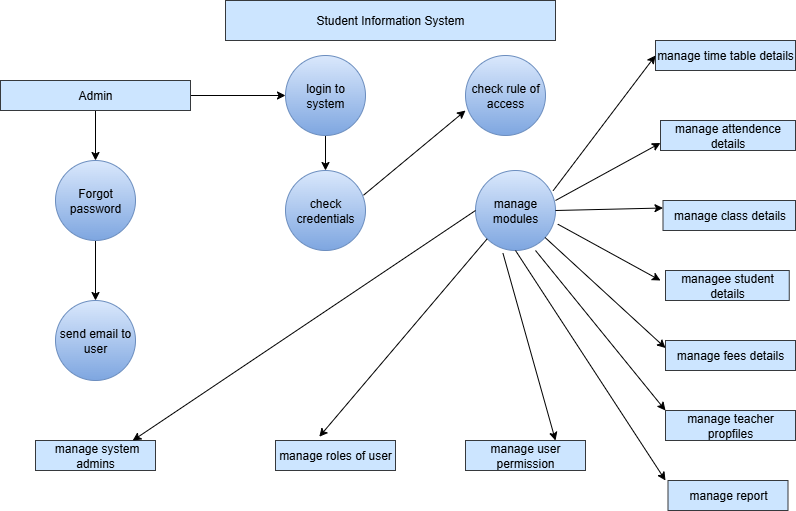 Student Information System
Admin
login to
system
check rule of
access
manage time table details
manage attendence
details
Forgot
password
check
credentials
manage
modules
manage class details
managee student
details
send email to
user
manage fees details
manage teacher
propfiles
manage system
admins
manage roles of user
manage user
permission
manage report